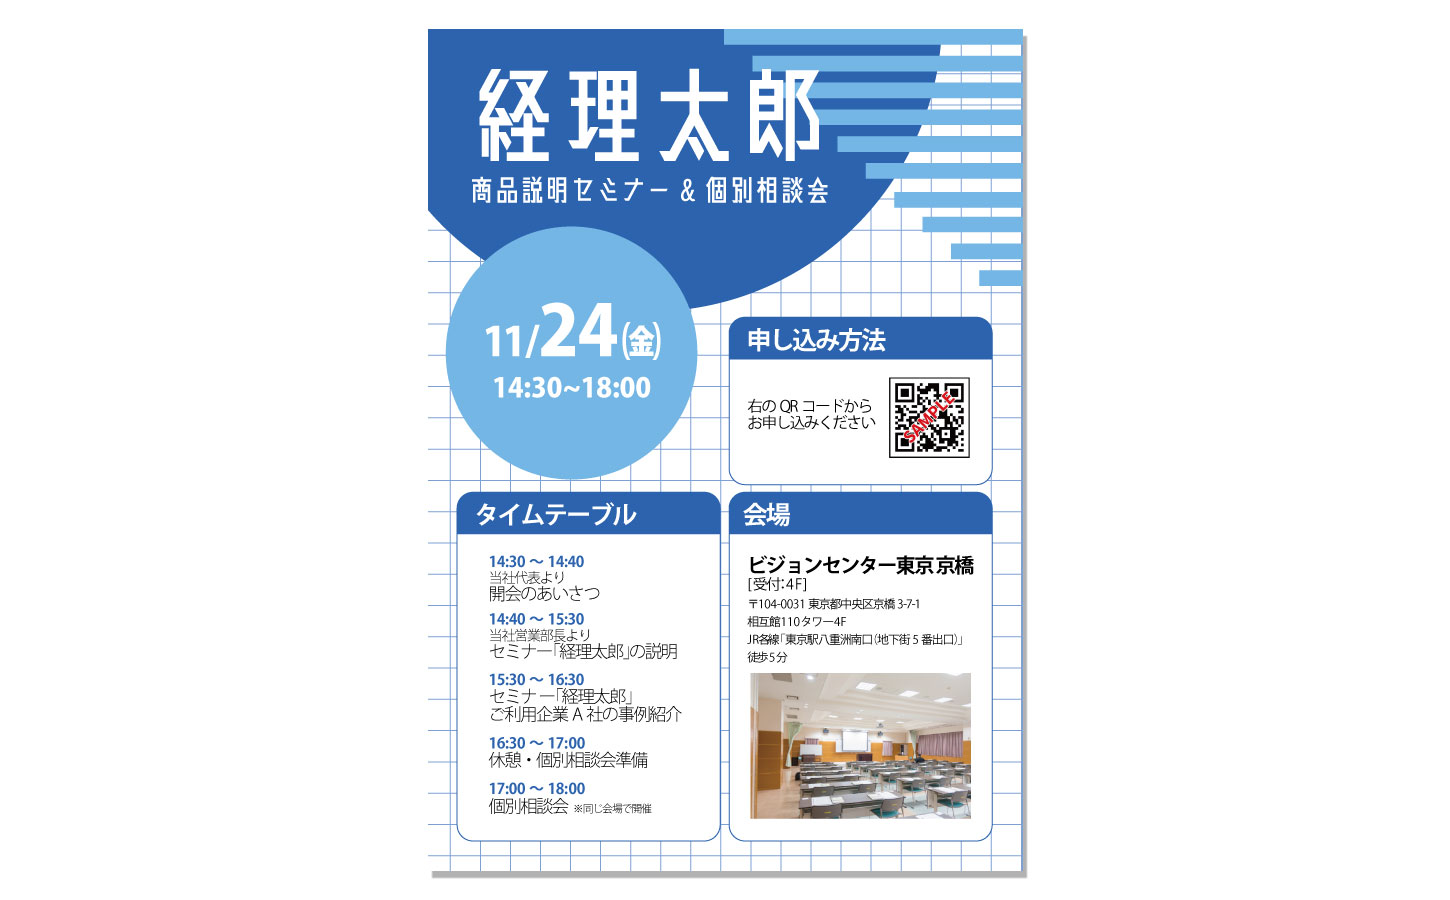 経理太郎
商品説明セミナー & 個別相談会
11/24(金)
14:30~18:00
申し込み方法
右の QR コードから
お申し込みください
SAMPLE
タイムテーブル
14:30 ～ 14:40
当社代表より
開会のあいさつ
14:40 ～ 15:30
当社営業部長より
セミナー「経理太郎」の説明
15:30 ～ 16:30
セミナー「経理太郎」
ご利用企業 A 社の事例紹介
16:30 ～ 17:00
休憩・個別相談会準備
17:00 ～ 18:00
個別相談会 ※同じ会場で開催
会場
ビジョンセンター東京京橋
[受付:4F]
〒104-0031 東京都中央区京橋 3-7-1
相互館110タワー4F
JR各線「東京駅八重洲南口（地下街 5 番出口）」
徒歩5分